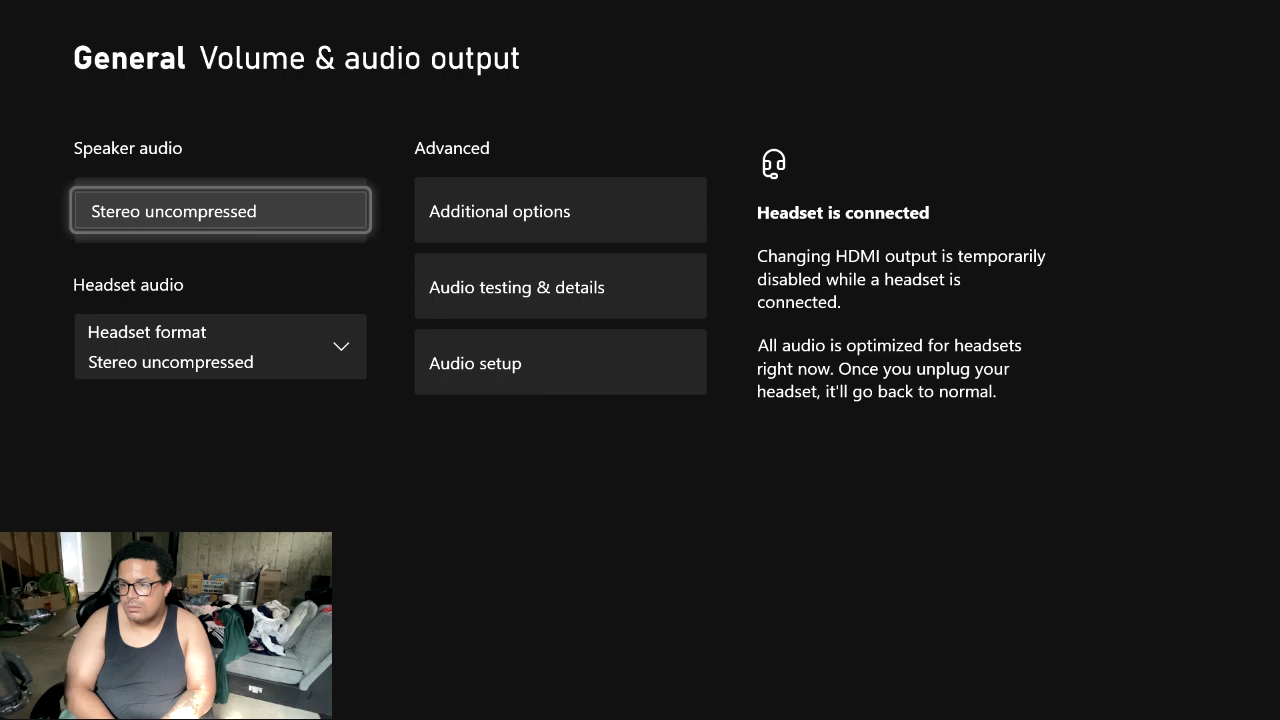 General Volume & audio output
Speaker audio
Stereo uncompressed
Headset audio
Headset format
Stereo uncompressed
Advanced
Additional options
Audio testing & details
Audio setup
Headset is connected
Changing HDMI output is temporarily
disabled while a headset is
connected.
All audio is optimized for headsets
right now. Once you unplug your
headset, it'll go back to normal.